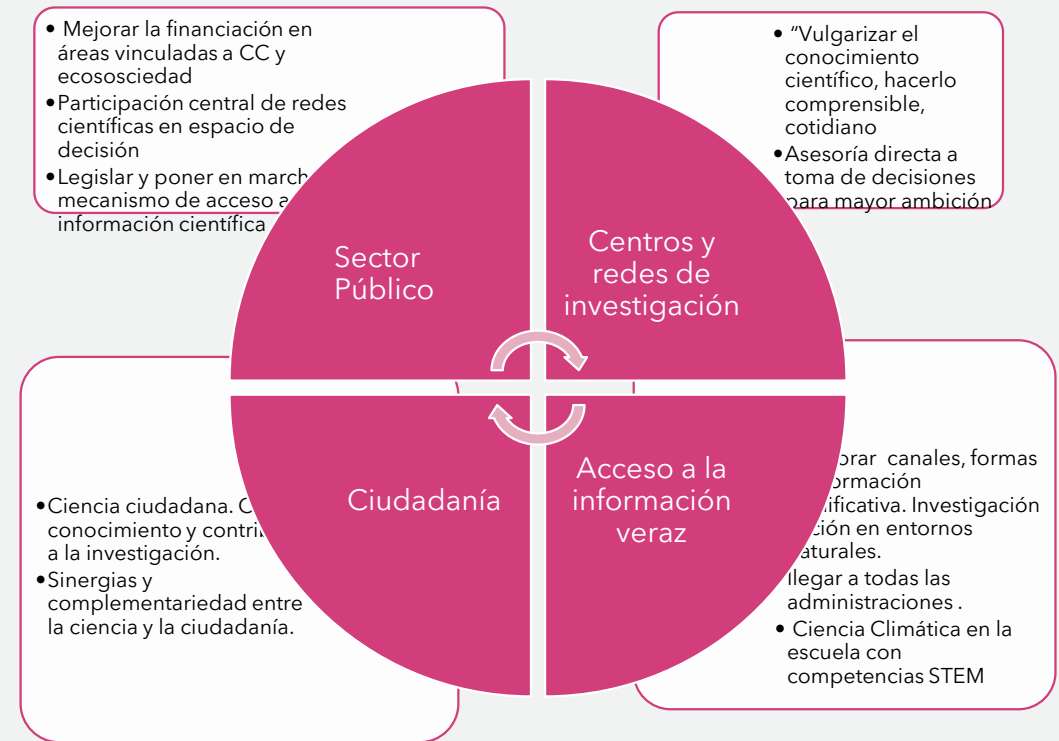 • Mejorar la financiación en
áreas vinculadas a CC y
ecososciedad
•Participación central de redes
científicas en espacio de
decisión
•Legislar y poner en
mecanismo de acceso a
información científica
• “Vulgarizar el
conocimiento
científico, hacerlo
comprensible,
cotidiano
•Asesoría directa a
toma de decisiones
para mayor ambición
Sector
Público
Centros y
redes de
investigación
Ciudadanía
Acceso a la
información
veraz
•Ciencia ciudadana.
conocimiento y
a la investigación.
•Sinergias y
complementariedad entre
la ciencia y la ciudadanía.
canales, formas
Investigación
en entornos
naturales.
llegar a todas las
administraciones .
• Ciencia Climática en la
escuela con
competencias STEM